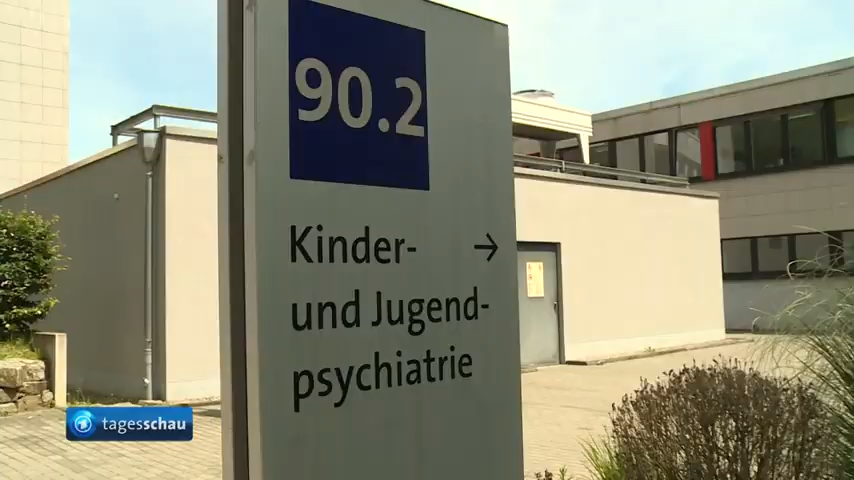 90.2
Kinder- →
und Jugend-
psychiatrie
tagesschau